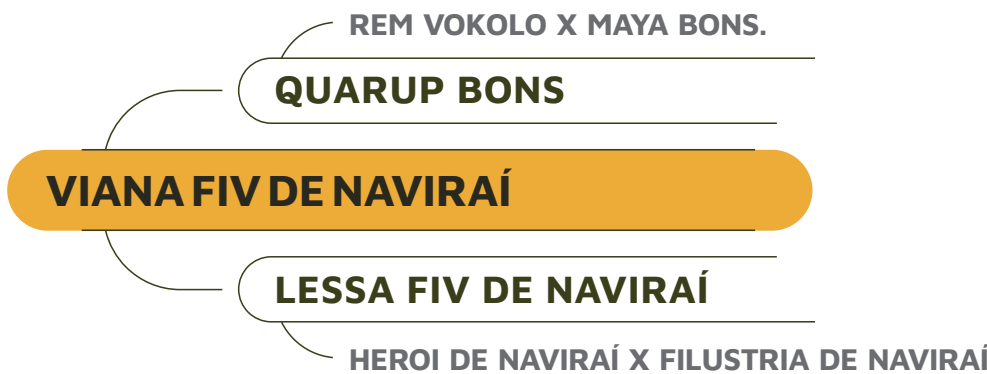 REM VOKOLO X MAYA BONS.
QUARUP BONS
VIANA FIV DE NAVIRAÍ
LESSA FIV DE NAVIRAÍ
HEROI DE NAVIRAÍ X FILUSTRIA DE NAVIRAÍ